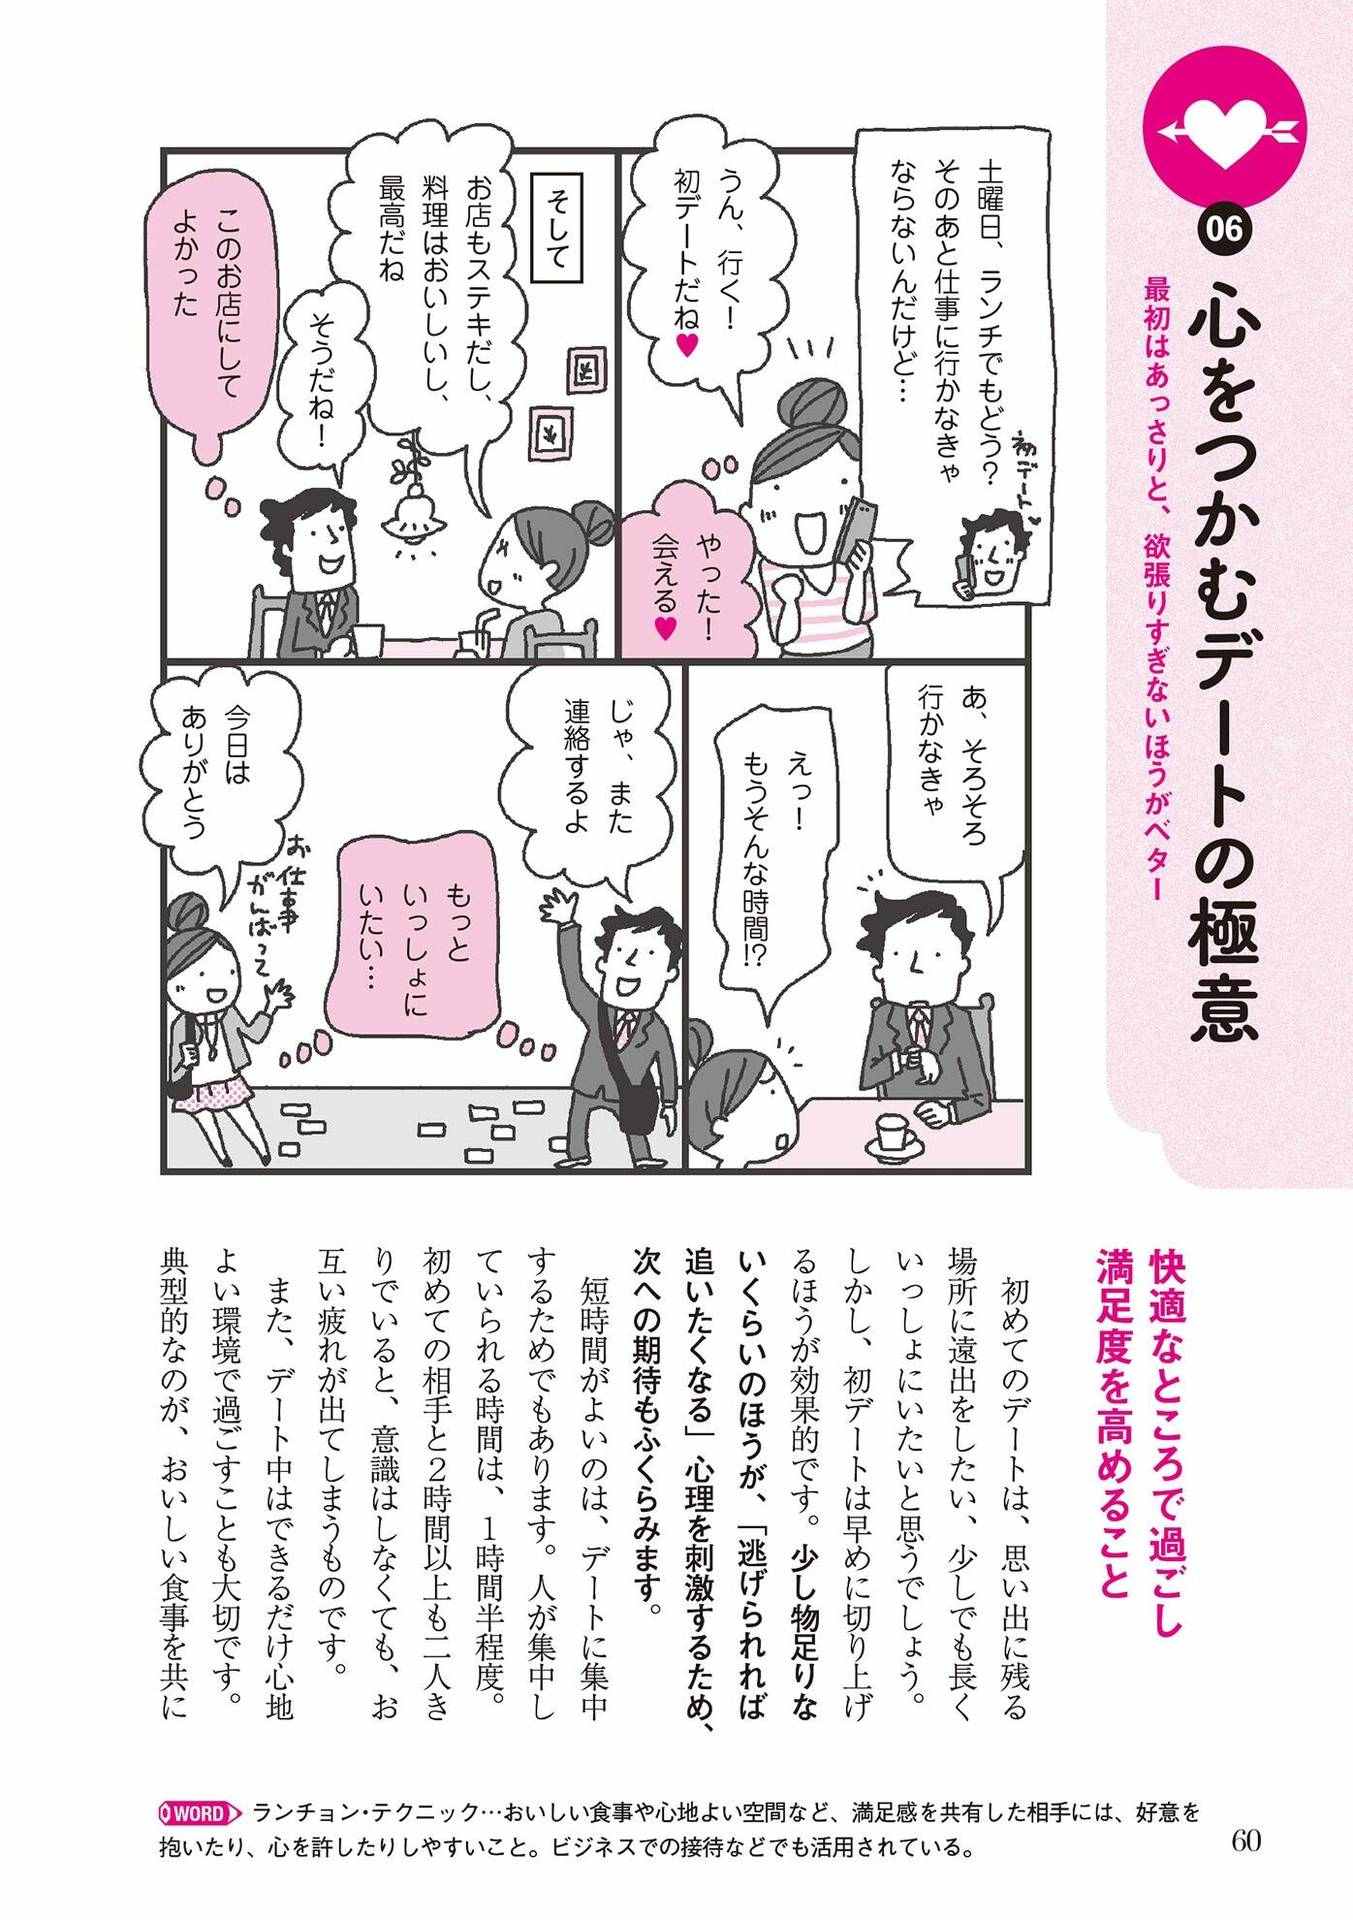 06
心をつかむデートの極意
最初はあっさりと、欲張りすぎないほうがベター
土曜日、ランチでもどう？
そのあと仕事に行かなきゃ
ならないんだけど…
初デート
うん、行く！
初デートだね♥
やった！
会える♥
そして
お店もステキだし、
料理はおいしいし、
最高だね
そうだね！
このお店にして
よかった
あ、そろそろ
行かなきゃ
えっ！
もうそんな時間!?
じゃ、また
連絡するよ
もっと
いっしょに
いたい…
今日は
ありがとう
お仕事
がんばって
快適なところで過ごし
満足度を高めること
初めてのデートは、思い出に残る
場所に遠出をしたい、少しでも長く
いっしょにいたいと思うでしょう。
しかし、初デートは早めに切り上げ
るほうが効果的です。少し物足りな
いくらいのほうが、「逃げられれば
追いたくなる」心理を刺激するため、
次への期待もふくらみます。
短時間がよいのは、デートに集中
するためでもあります。人が集中し
ていられる時間は、1時間半程度。
初めての相手と2時間以上も二人き
りでいると、意識はしなくても、お
互い疲れが出てしまうものです。
また、デート中はできるだけ心地
よい環境で過ごすことも大切です。
典型的なのが、おいしい食事を共に
WORD ランチョン・テクニック…おいしい食事や心地よい空間など、満足感を共有した相手には、好意を
抱いたり、心を許したりしやすいこと。ビジネスでの接待などでも活用されている。
60